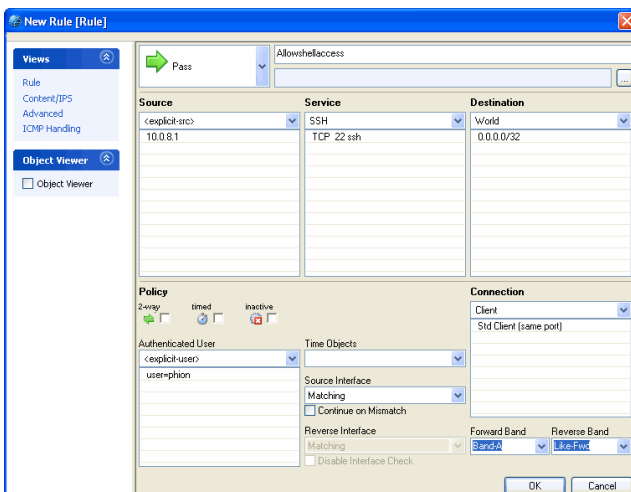 New Rule [Rule]
Views
Rule
Content/IPS
Advanced
ICMP Handling
Object Viewer
Object Viewer
Pass
Allowshellaccess
...
Source
Service
Destination
<explicit-src>
SSH
World
10.0.8.1
TCP 22 ssh
0.0.0.0/32
Policy
2-way
timed
inactive
Connection
Client
Std Client (same port)
Authenticated User
Time Objects
<explicit-user>
user=phion
Source Interface
Matching
Continue on Mismatch
Reverse Interface
Matching
Disable Interface Check
Forward Band
Reverse Band
Band-A
Like-Fwd
OK
Cancel